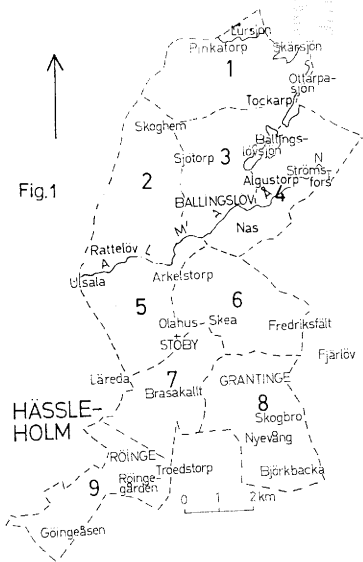 Lursjön
Pinkatorp
Skärsjön
1
Ottarpa-
sjön
Tockarp
Skoghem
Ballings-
lövsjön
Sjötorp
3
N
Fig.1
Algustorp
Ströms-
fors
2
4
BALLINGSLÖV
Å
A
M
Nas
Rattelöv
L
A
Ulsala
Arkelstorp
5
6
Olahus
Skea
Fredriksfält
STOBY
Fjärlöv
Läreda
7
GRANTINGE
Brasakallt
8
HÄSSLE-
HOLM
Skogbro
Nyevång
RÖINGE
Troedstorp
Röinge-
gården
Björkbacka
9
0 1 2 km
Göingeåsen